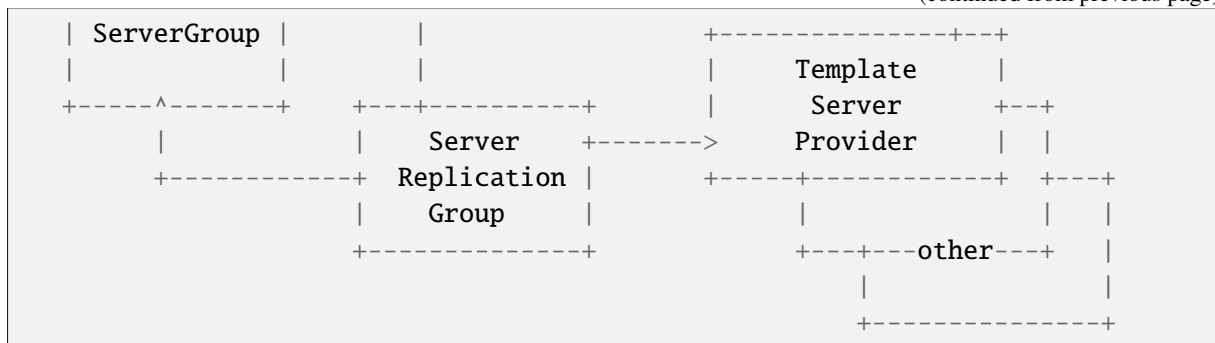 (continued from previous page)
| ServerGroup |         |                  +---------------+--+
|             |         |                  |     Template     |
+-----^-------+     +---+----------+       |      Server      +--+
      |             |    Server    +------->     Provider     |  |
      +-------------+  Replication |       +-----+------------+  +---+
                    |    Group     |             |               |   |
                    +--------------+             +---+---other---+   |
                                                     |               |
                                                     +---------------+